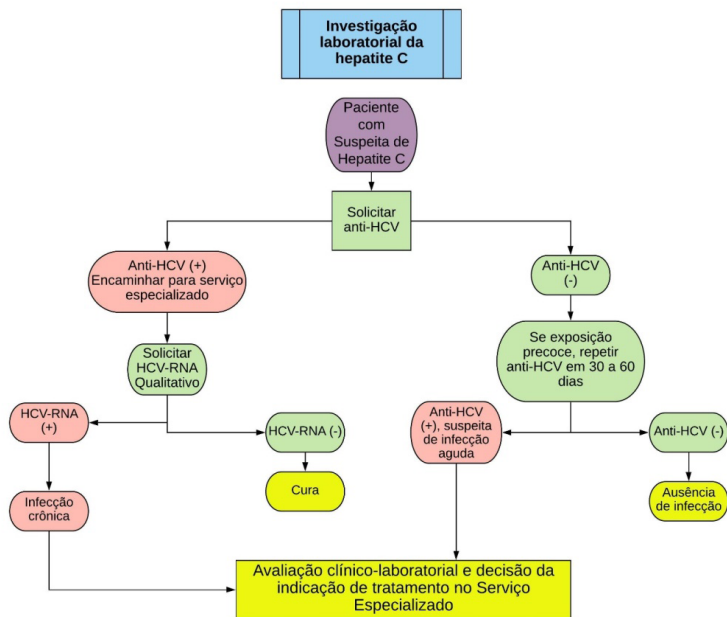 Investigação
laboratorial da
hepatite C
Paciente
com
Suspeita de
Hepatite C
Solicitar
anti-HCV
Anti-HCV (+)
Encaminhar para serviço
especializado
Anti-HCV
(-)
Solicitar
HCV-RNA
Qualitativo
Se exposição
precoce, repetir
anti-HCV em 30 a 60
dias
HCV-RNA
(+)
HCV-RNA (-)
Anti-HCV
(+), suspeita
de infecção
aguda
Anti-HCV (-)
Infecção
crônica
Cura
Ausência
de infecção
Avaliação clínico-laboratorial e decisão da
indicação de tratamento no Serviço
Especializado